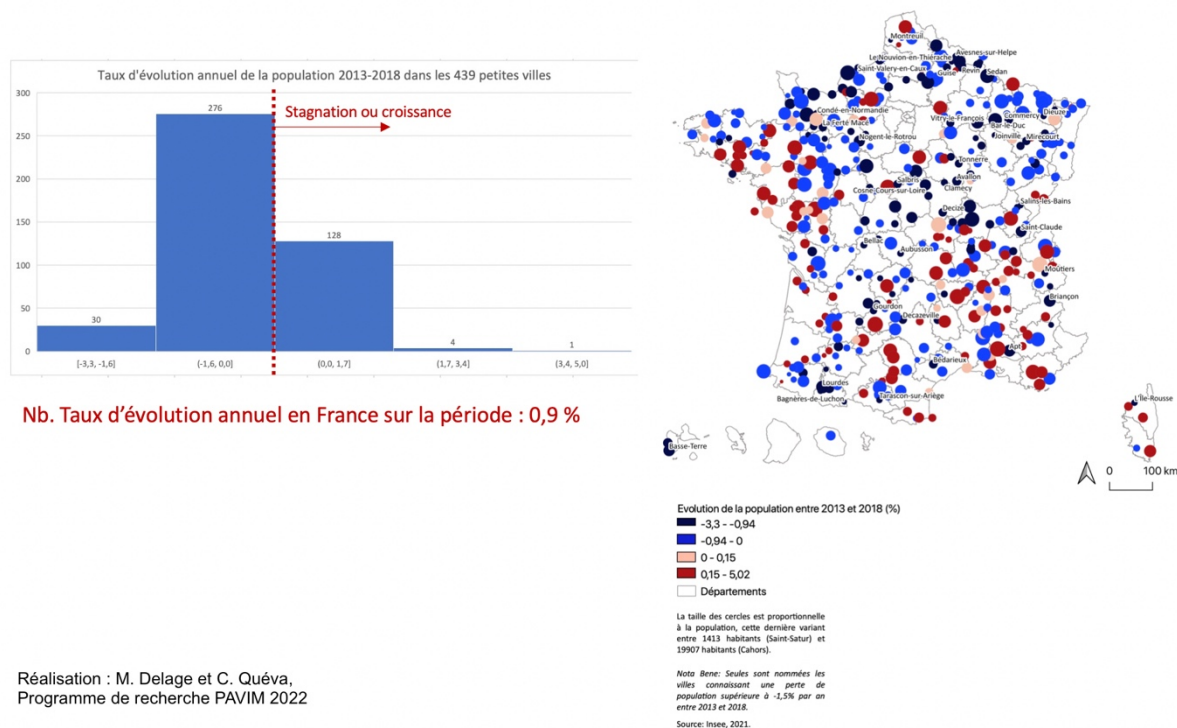 Taux d'évolution annuel de la population 2013-2018 dans les 439 petites villes
300
250
200
150
100
50
0
276
Stagnation ou croissance
128
30
4
1
[-3,3, -1,6]
(-1,6, 0,0]
(0,0, 1,7]
(1,7, 3,4]
(3,4, 5,0]
Nb. Taux d’évolution annuel en France sur la période : 0,9 %
Réalisation : M. Delage et C. Quéva,
Programme de recherche PAVIM 2022
Montreuil
Le Nouvion-en-Thiérache
Avesnes-sur-Helpe
Saint-Valery-en-Caux
Guise
Revin
Sedan
Condé-en-Normandie
La Ferté Macé
Vitry-le-François
Commercy
Dieuze
Bar-le-Duc
Nogent-le-Rotrou
Joinville
Mirecourt
Tonnerre
Salbris
Avallon
Cosne-Cours-sur-Loire
Clamecy
Salins-les-Bains
Decize
Saint-Claude
Bellac
Aubusson
Moûtiers
Briançon
Gourdon
Decazeville
Apt
Bédarieux
Lourdes
Bagnères-de-Luchon
Tarascon-sur-Ariège
L'Île-Rousse
Basse-Terre
0
100 km
Evolution de la population entre 2013 et 2018 (%)
-3,3 - -0,94
-0,94 - 0
0 - 0,15
0,15 - 5,02
Départements
La taille des cercles est proportionnelle
à la population, cette dernière variant
entre 1413 habitants (Saint-Satur) et
19907 habitants (Cahors).
Nota Bene: Seules sont nommées les
villes connaissant une perte de
population supérieure à -1,5% par an
entre 2013 et 2018.
Source: Insee, 2021.